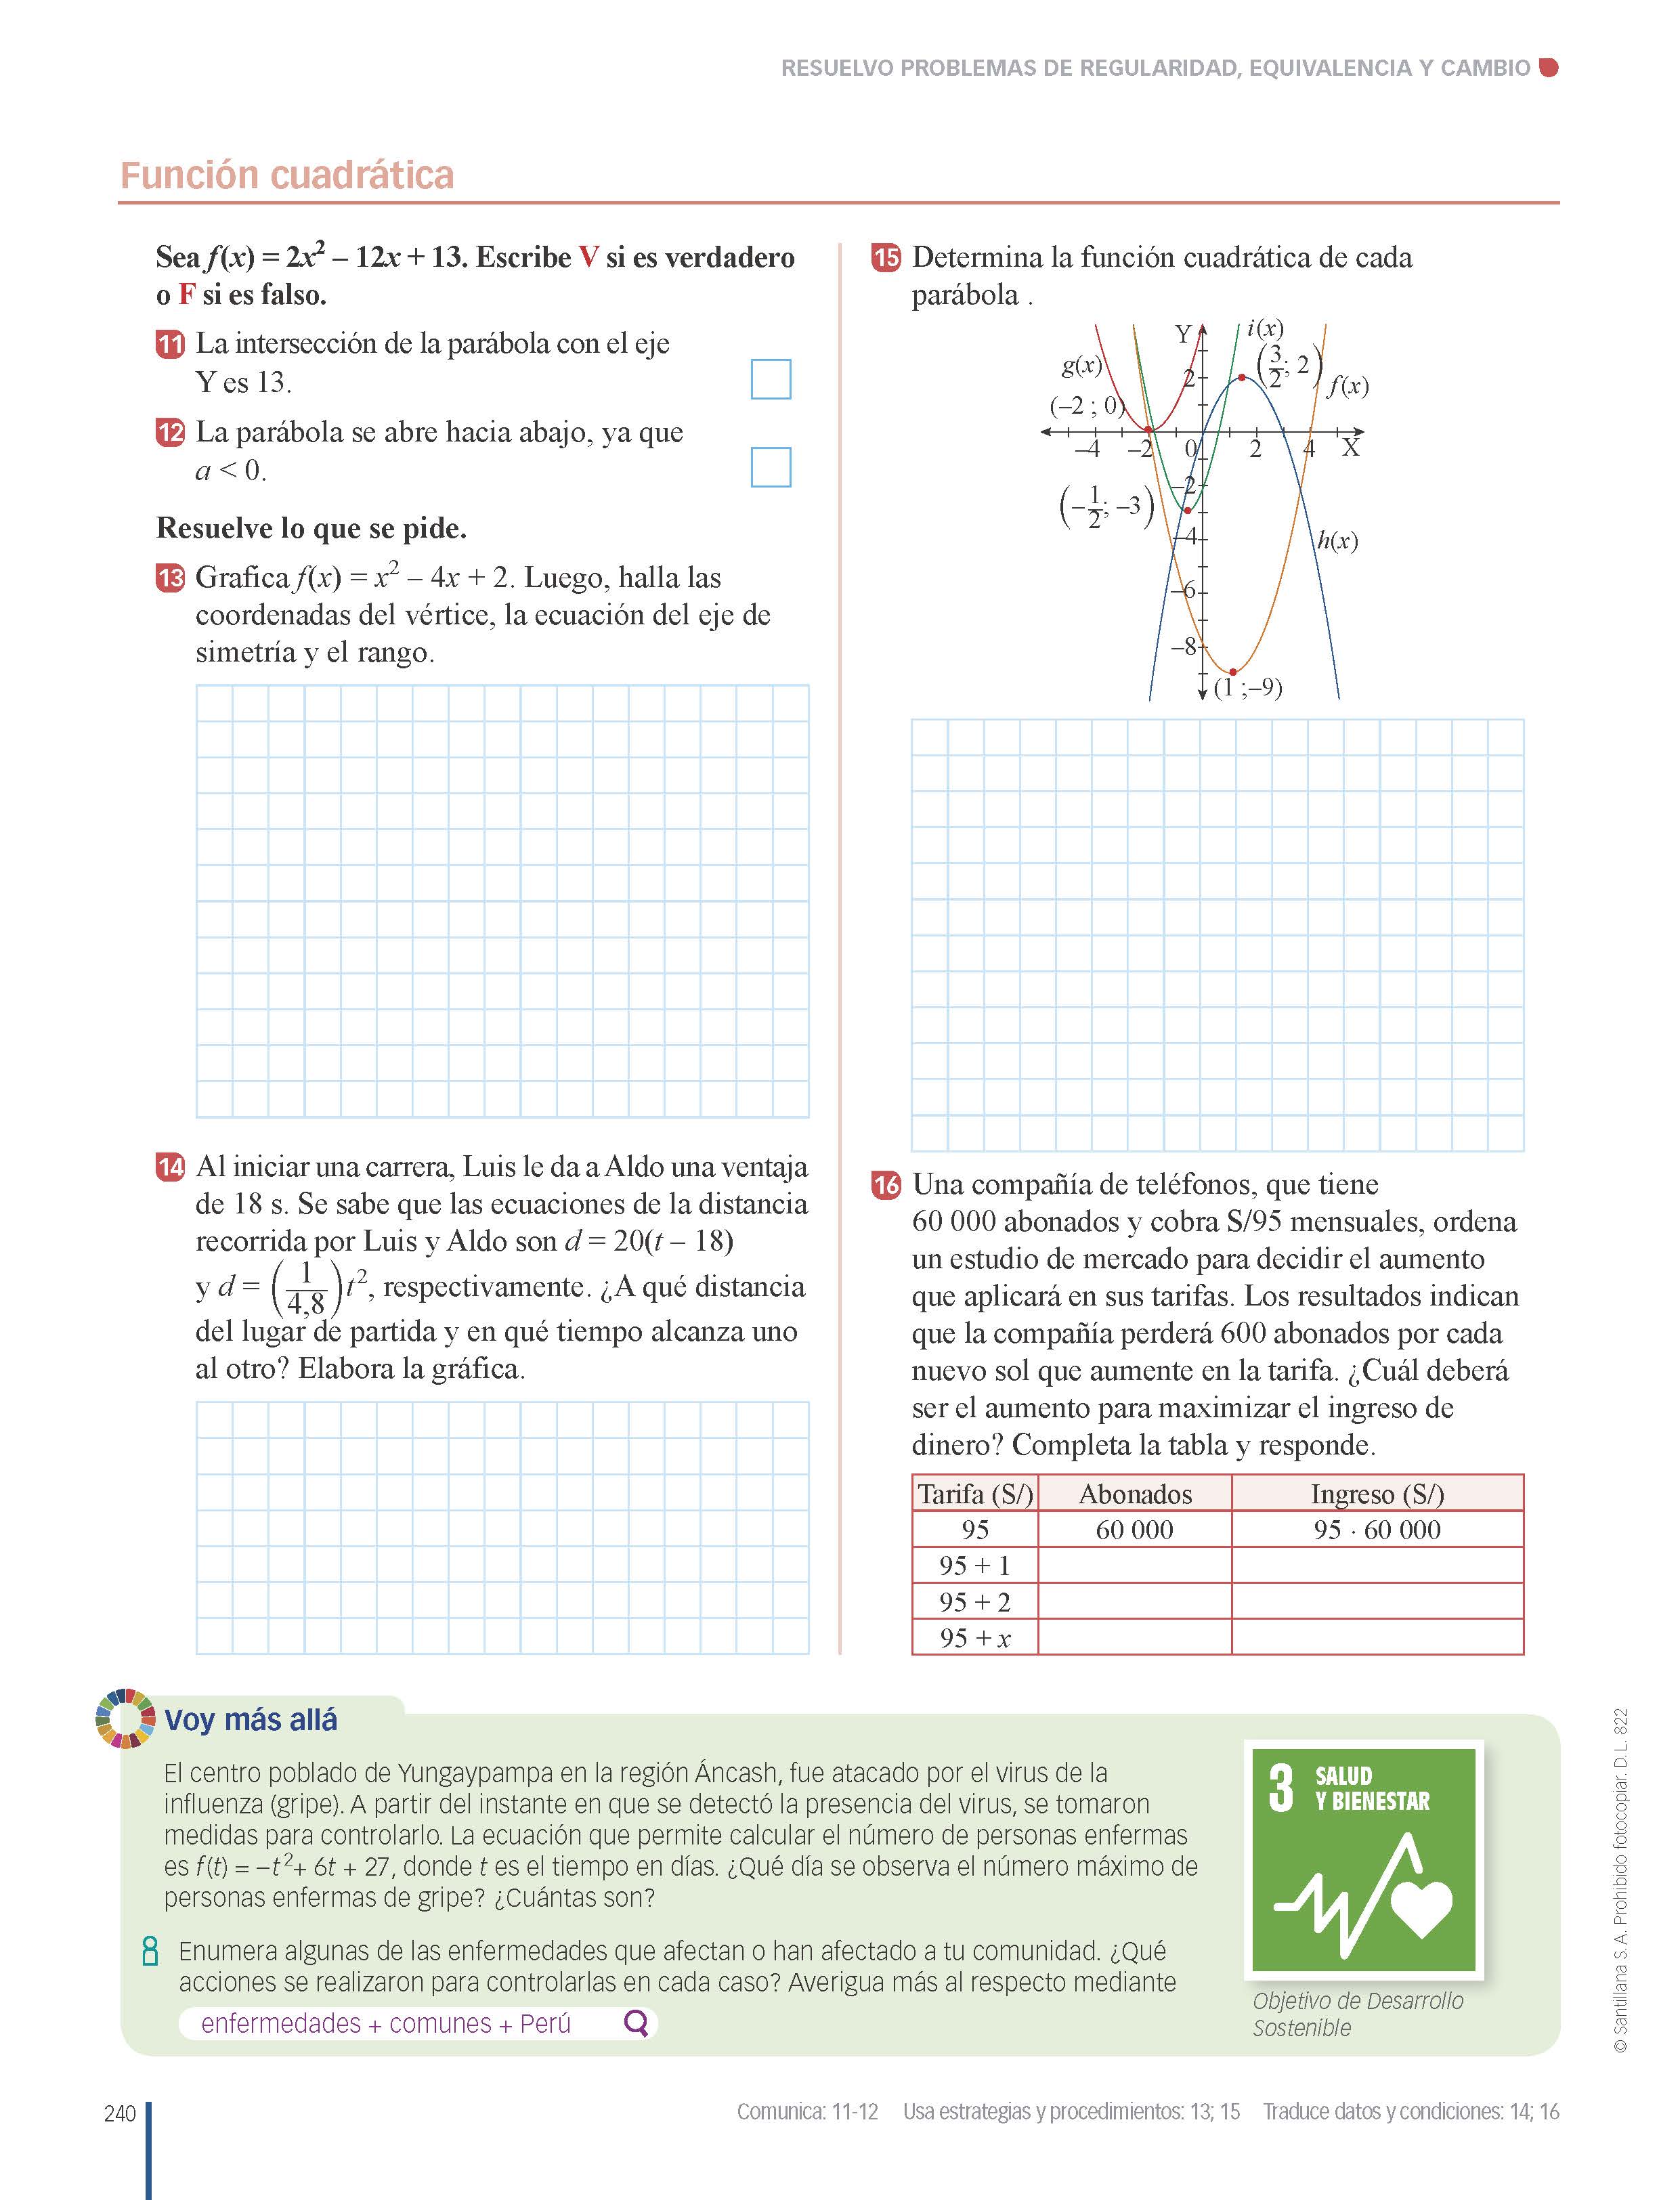 RESUELVO PROBLEMAS DE REGULARIDAD, EQUIVALENCIA Y CAMBIO
Función cuadrática
Sea f(x) = 2x² – 12x + 13. Escribe V si es verdadero
o F si es falso.
11 La intersección de la parábola con el eje
Y es 13.
12 La parábola se abre hacia abajo, ya que
a < 0.
Resuelve lo que se pide.
13 Grafica f(x) = x² – 4x + 2. Luego, halla las
coordenadas del vértice, la ecuación del eje de
simetría y el rango.
14 Al iniciar una carrera, Luis le da a Aldo una ventaja
de 18 s. Se sabe que las ecuaciones de la distancia
recorrida por Luis y Aldo son d = 20(t – 18)
y d = (1/4,8)t², respectivamente. ¿A qué distancia
del lugar de partida y en qué tiempo alcanza uno
al otro? Elabora la gráfica.
15 Determina la función cuadrática de cada
parábola .
Y i(x)
g(x) 2 (3/2; 2) f(x)
(–2 ; 0)
–4 –2 0 2 4 X
(–1/2; –3) –2
–4 h(x)
–6
–8
(1 ;–9)
16 Una compañía de teléfonos, que tiene
60 000 abonados y cobra S/95 mensuales, ordena
un estudio de mercado para decidir el aumento
que aplicará en sus tarifas. Los resultados indican
que la compañía perderá 600 abonados por cada
nuevo sol que aumente en la tarifa. ¿Cuál deberá
ser el aumento para maximizar el ingreso de
dinero? Completa la tabla y responde.
Tarifa (S/) Abonados Ingreso (S/)
95 60 000 95 · 60 000
95 + 1
95 + 2
95 + x
Voy más allá
El centro poblado de Yungaypampa en la región Áncash, fue atacado por el virus de la
influenza (gripe). A partir del instante en que se detectó la presencia del virus, se tomaron
medidas para controlarlo. La ecuación que permite calcular el número de personas enfermas
es f(t) = –t²+ 6t + 27, donde t es el tiempo en días. ¿Qué día se observa el número máximo de
personas enfermas de gripe? ¿Cuántas son?
Enumera algunas de las enfermedades que afectan o han afectado a tu comunidad. ¿Qué
acciones se realizaron para controlarlas en cada caso? Averigua más al respecto mediante
enfermedades + comunes + Perú
3 SALUD
Y BIENESTAR
Objetivo de Desarrollo
Sostenible
© Santillana S. A. Prohibido fotocopiar. D. L. 822
240
Comunica: 11-12 Usa estrategias y procedimientos: 13; 15 Traduce datos y condiciones: 14; 16